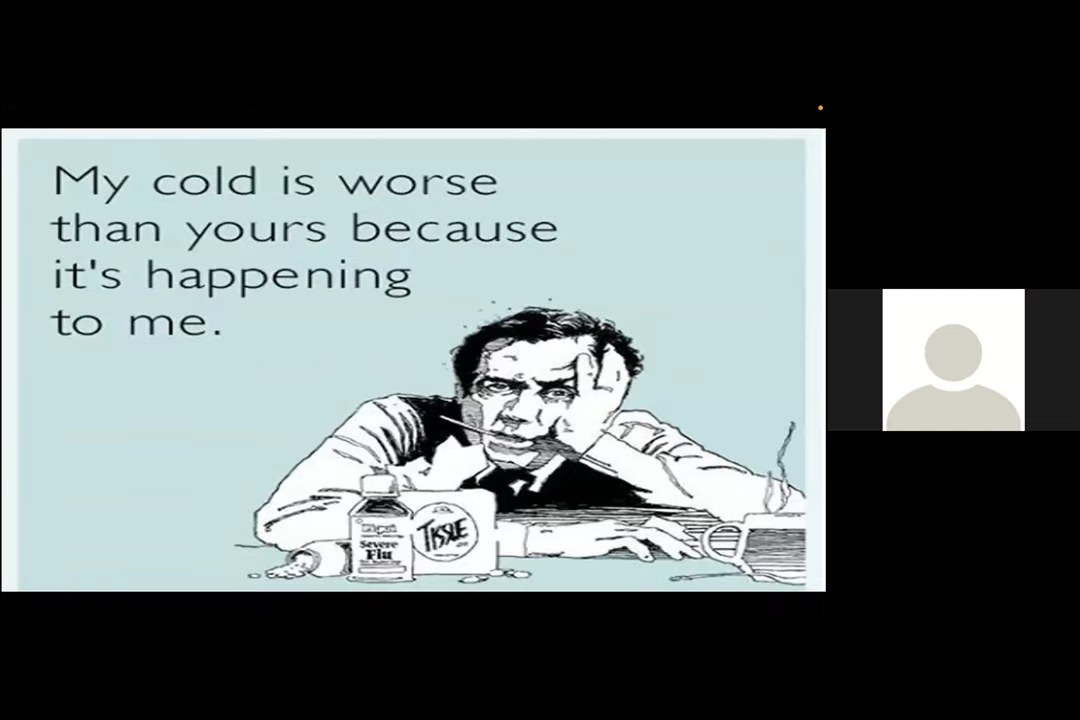 My cold is worse
than yours because
it's happening
to me.
Severe
Flu
TISSUE